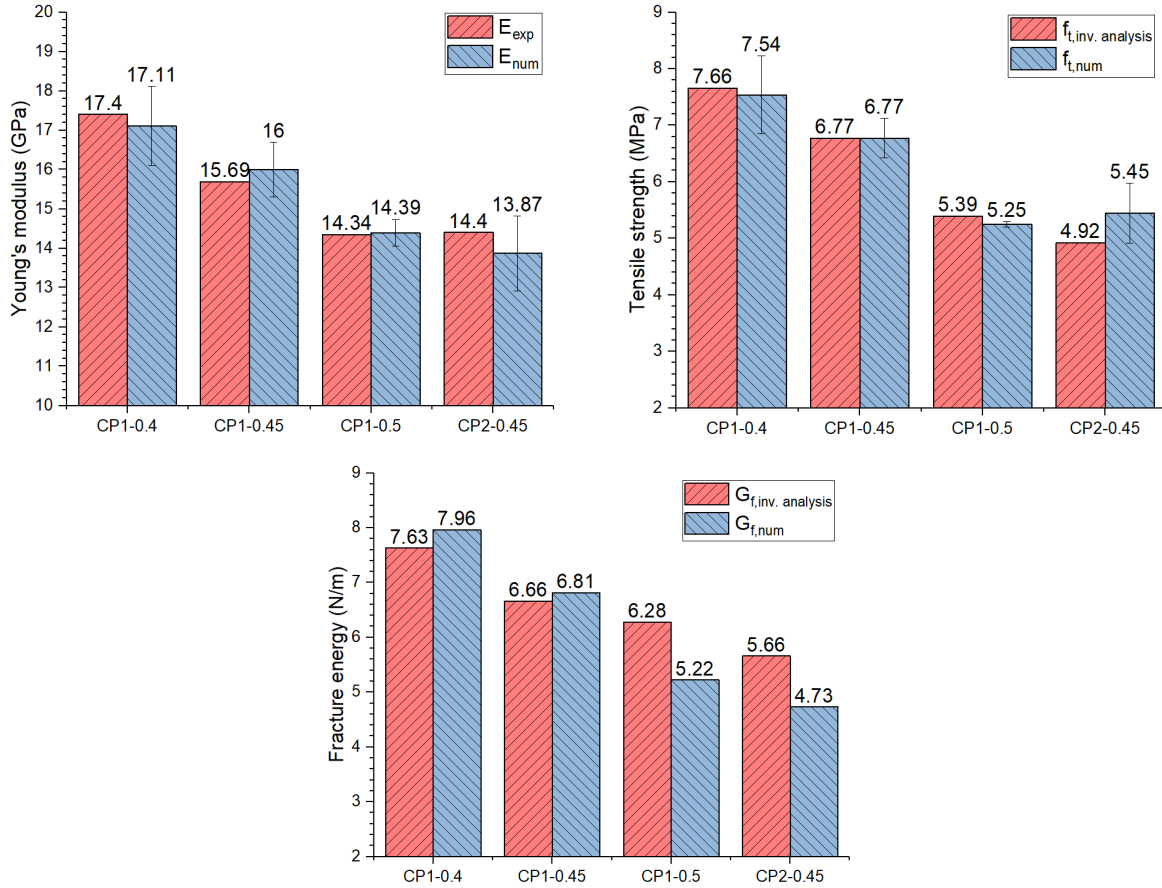 Young's modulus (GPa)
20
19
18
17
16
15
14
13
12
11
10
E_exp
E_num
17.4
17.11
15.69
16
14.34
14.39
14.4
13.87
CP1-0.4
CP1-0.45
CP1-0.5
CP2-0.45
Tensile strength (MPa)
9
8
7
6
5
4
3
2
f_t,inv. analysis
f_t,num
7.66
7.54
6.77
6.77
5.39
5.25
4.92
5.45
CP1-0.4
CP1-0.45
CP1-0.5
CP2-0.45
Fracture energy (N/m)
9
8
7
6
5
4
3
2
G_f,inv. analysis
G_f,num
7.63
7.96
6.66
6.81
6.28
5.22
5.66
4.73
CP1-0.4
CP1-0.45
CP1-0.5
CP2-0.45